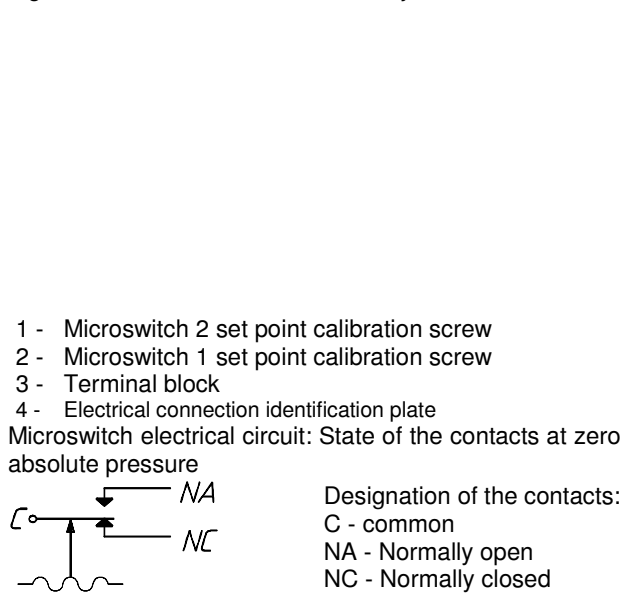 1 - Microswitch 2 set point calibration screw
2 - Microswitch 1 set point calibration screw
3 - Terminal block
4 - Electrical connection identification plate
Microswitch electrical circuit: State of the contacts at zero
absolute pressure
NA
C
NC
Designation of the contacts:
C - common
NA - Normally open
NC - Normally closed